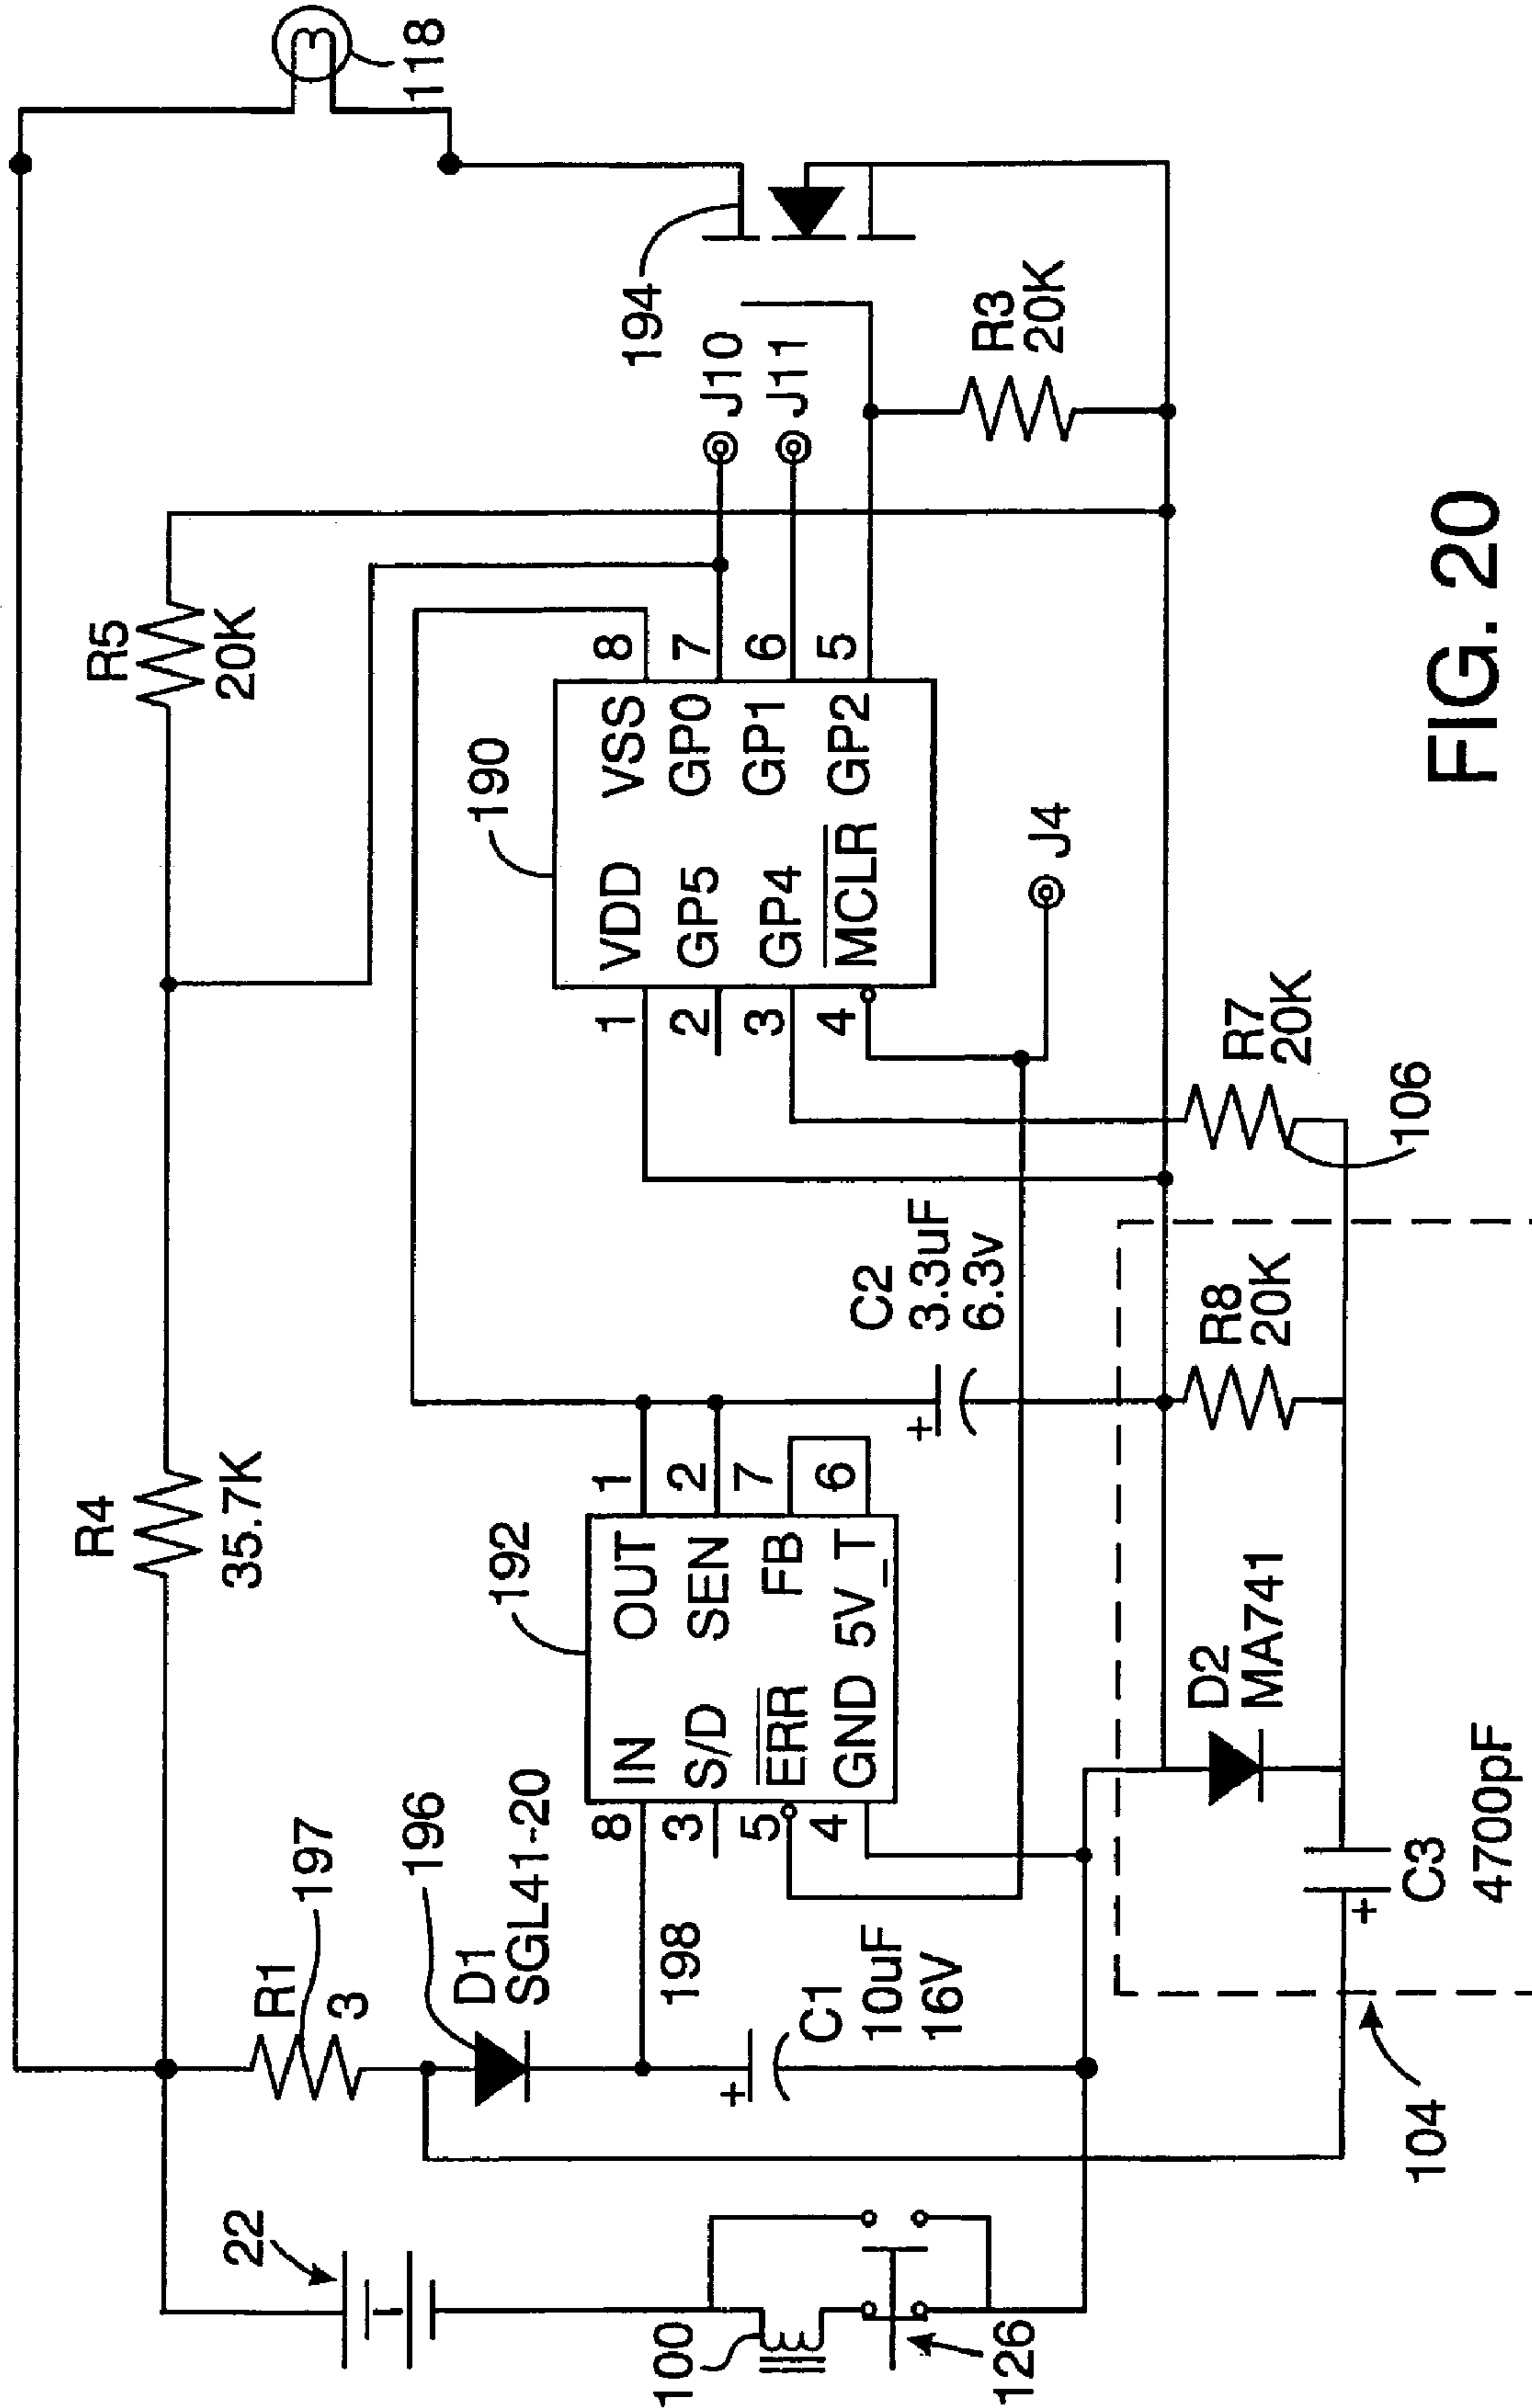 118
R5
20K
194
J10
J11
R3
20K
190
VDD VSS
GP5 GP0
GP4 GP1
MCLR GP2
1
2
3
4
8
7
6
5
J4
R7
20K
106
R4
35.7K
192
IN OUT
S/D SEN
ERR FB
GND 5V_T
8
3
5
4
1
2
7
6
C2
3.3uF
6.3v
+
R8
20K
D2
MA741
R1
3
197
196
D1
SGL41-20
198
C1
10uF
16V
+
C3
4700pF
+
104
22
100
126
FIG. 20